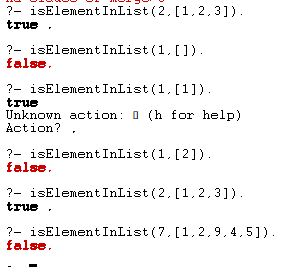 ?- isElementInList(2,[1,2,3]).
true .
?- isElementInList(1,[]).
false.
?- isElementInList(1,[1]).
true
Unknown action: (h for help)
Action? .
?- isElementInList(1,[2]).
false.
?- isElementInList(2,[1,2,3]).
true .
?- isElementInList(7,[1,2,9,4,5]).
false.